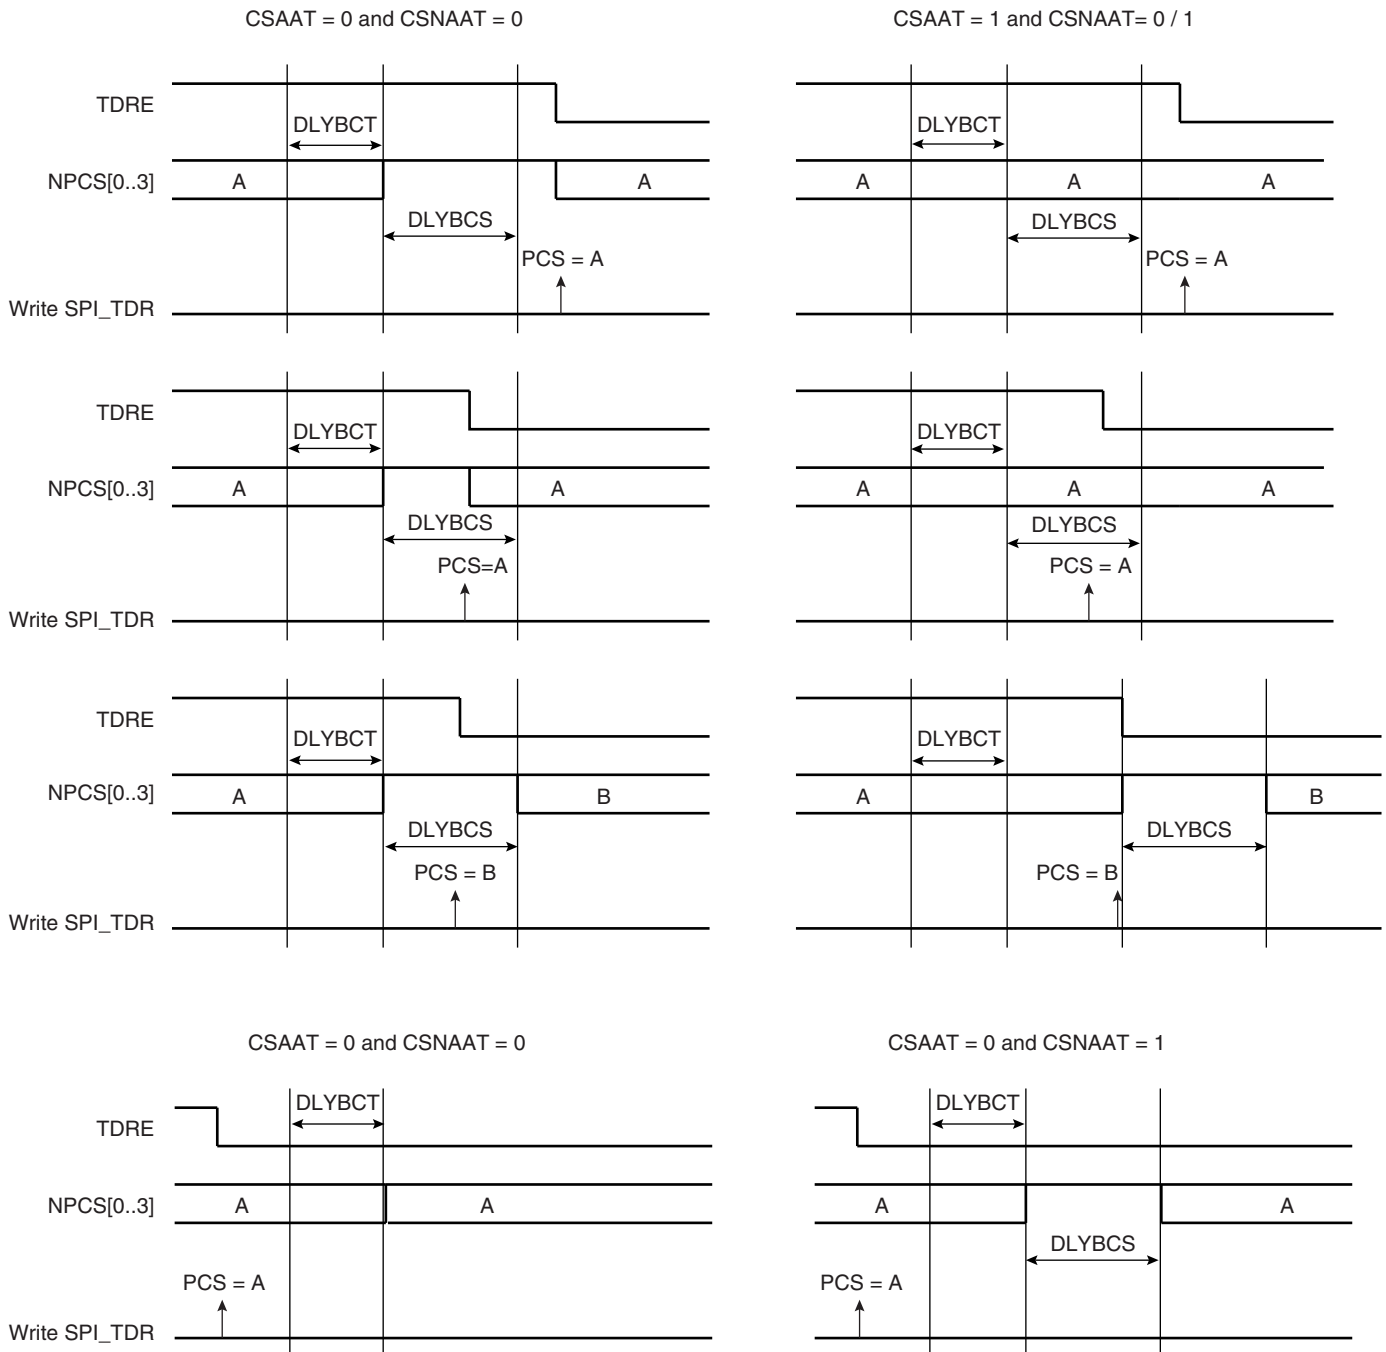 CSAAT = 0 and CSNAAT = 0
CSAAT = 1 and CSNAAT= 0 / 1
TDRE
DLYBCT
DLYBCT
NPCS[0..3]
A
A
A
A
A
DLYBCS
DLYBCS
PCS = A
PCS = A
Write SPI_TDR
TDRE
DLYBCT
DLYBCT
NPCS[0..3]
A
A
A
A
A
DLYBCS
DLYBCS
PCS=A
PCS = A
Write SPI_TDR
TDRE
DLYBCT
DLYBCT
NPCS[0..3]
A
B
A
B
DLYBCS
DLYBCS
PCS = B
PCS = B
Write SPI_TDR
CSAAT = 0 and CSNAAT = 0
CSAAT = 0 and CSNAAT = 1
DLYBCT
DLYBCT
TDRE
NPCS[0..3]
A
A
A
A
DLYBCS
PCS = A
PCS = A
Write SPI_TDR